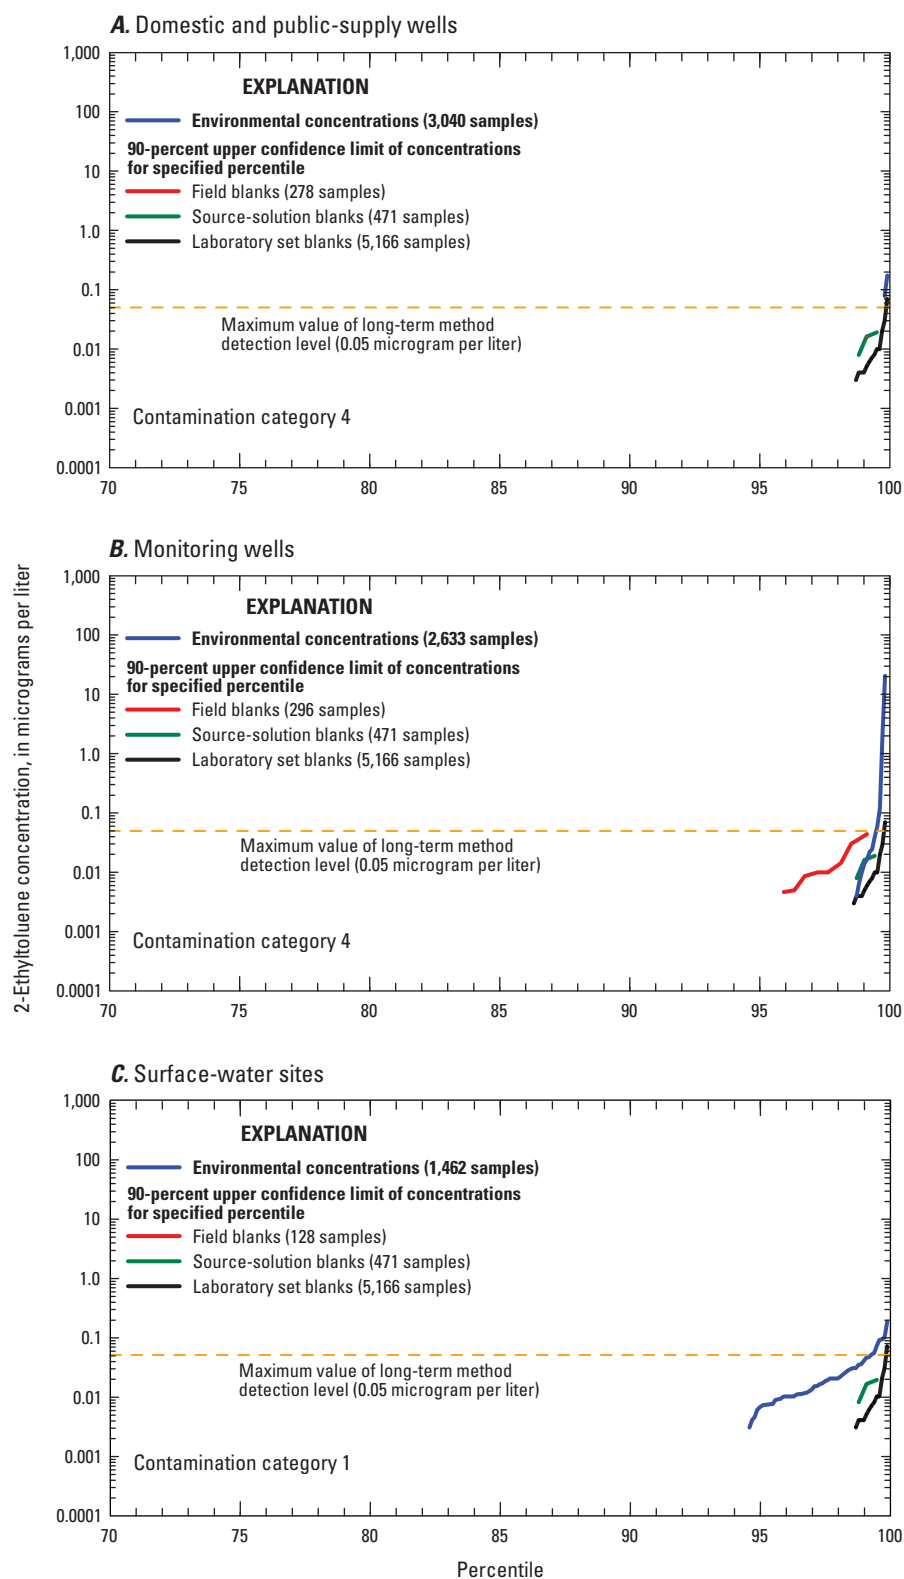 A. Domestic and public-supply wells
1,000
100
10
1.0
0.1
0.01
0.001
0.0001
EXPLANATION
Environmental concentrations (3,040 samples)
90-percent upper confidence limit of concentrations
for specified percentile
Field blanks (278 samples)
Source-solution blanks (471 samples)
Laboratory set blanks (5,166 samples)
Maximum value of long-term method
detection level (0.05 microgram per liter)
Contamination category 4
70 75 80 85 90 95 100
2-Ethyltoluene concentration, in micrograms per liter
B. Monitoring wells
1,000
100
10
1.0
0.1
0.01
0.001
0.0001
EXPLANATION
Environmental concentrations (2,633 samples)
90-percent upper confidence limit of concentrations
for specified percentile
Field blanks (296 samples)
Source-solution blanks (471 samples)
Laboratory set blanks (5,166 samples)
Maximum value of long-term method
detection level (0.05 microgram per liter)
Contamination category 4
70 75 80 85 90 95 100
C. Surface-water sites
1,000
100
10
1.0
0.1
0.01
0.001
0.0001
EXPLANATION
Environmental concentrations (1,462 samples)
90-percent upper confidence limit of concentrations
for specified percentile
Field blanks (128 samples)
Source-solution blanks (471 samples)
Laboratory set blanks (5,166 samples)
Maximum value of long-term method
detection level (0.05 microgram per liter)
Contamination category 1
70 75 80 85 90 95 100
Percentile